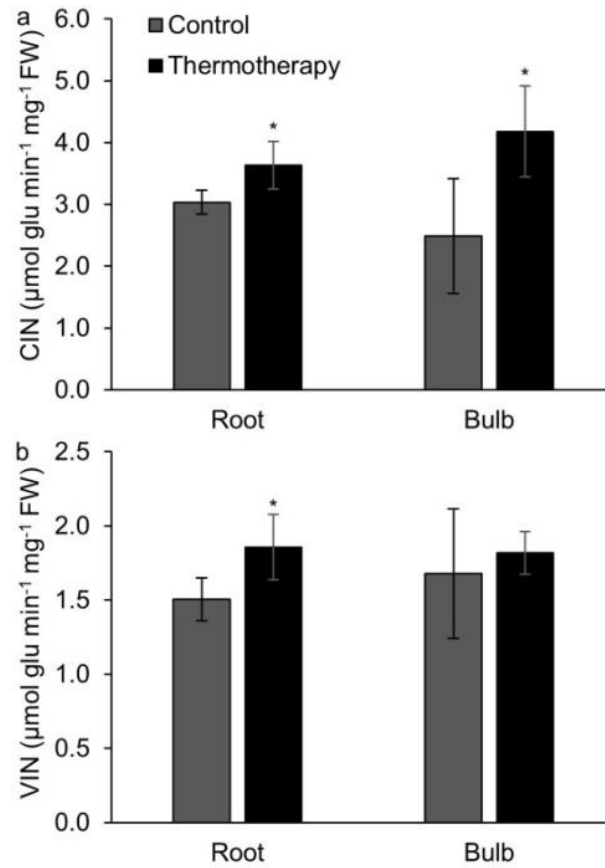 a
6.0
Control
Thermotherapy
5.0
4.0
3.0
2.0
1.0
0.0
CIN (µmol glu min⁻¹ mg⁻¹ FW)
*
*
Root Bulb
b
2.5
2.0
1.5
1.0
0.5
0.0
VIN (µmol glu min⁻¹ mg⁻¹ FW)
*
Root Bulb